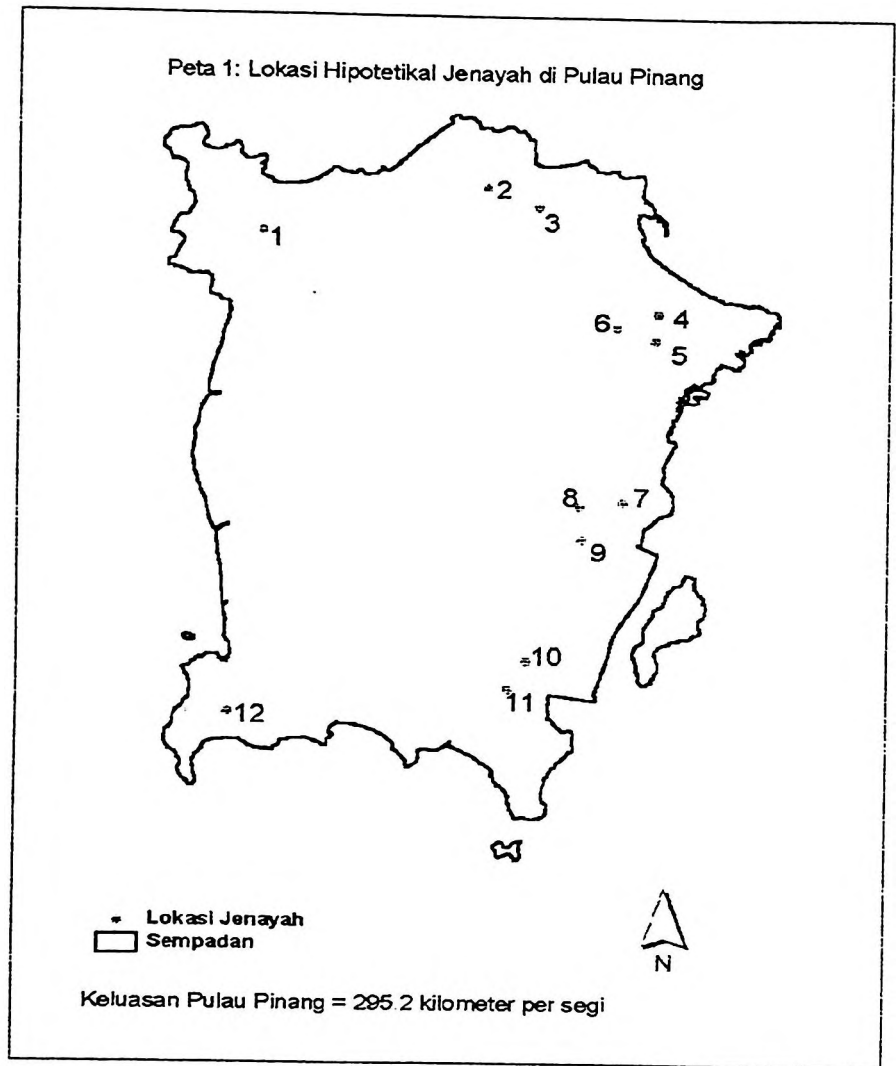 Peta 1: Lokasi Hipotetikal Jenayah di Pulau Pinang
2
3
1
4
6
5
8
7
9
10
11
12
Lokasi Jenayah
Sempadan
N
Keluasan Pulau Pinang = 295.2 kilometer per segi